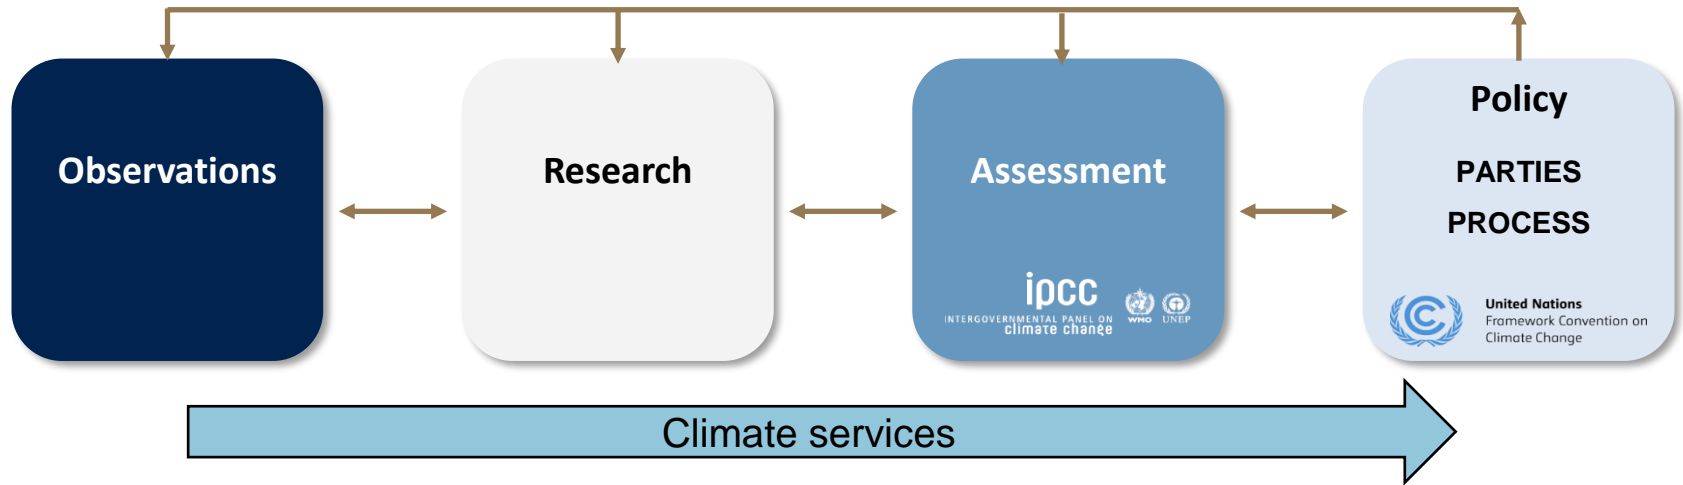 Observations
Research
Assessment
ipcc
INTERGOVERNMENTAL PANEL ON
climate change
WMO
UNEP
Policy
PARTIES
PROCESS
United Nations
Framework Convention on
Climate Change
Climate services